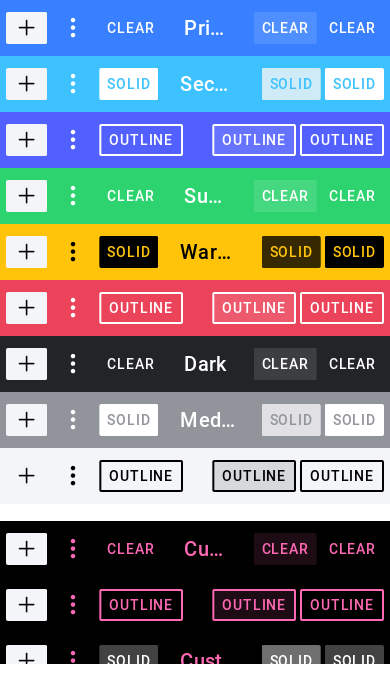 CLEAR Pri... CLEAR CLEAR
SOLID Sec... SOLID SOLID
OUTLINE OUTLINE OUTLINE
CLEAR Su... CLEAR CLEAR
SOLID War... SOLID SOLID
OUTLINE OUTLINE OUTLINE
CLEAR Dark CLEAR CLEAR
SOLID Med... SOLID SOLID
OUTLINE OUTLINE OUTLINE
CLEAR Cu... CLEAR CLEAR
OUTLINE OUTLINE OUTLINE
SOLID Cust SOLID SOLID